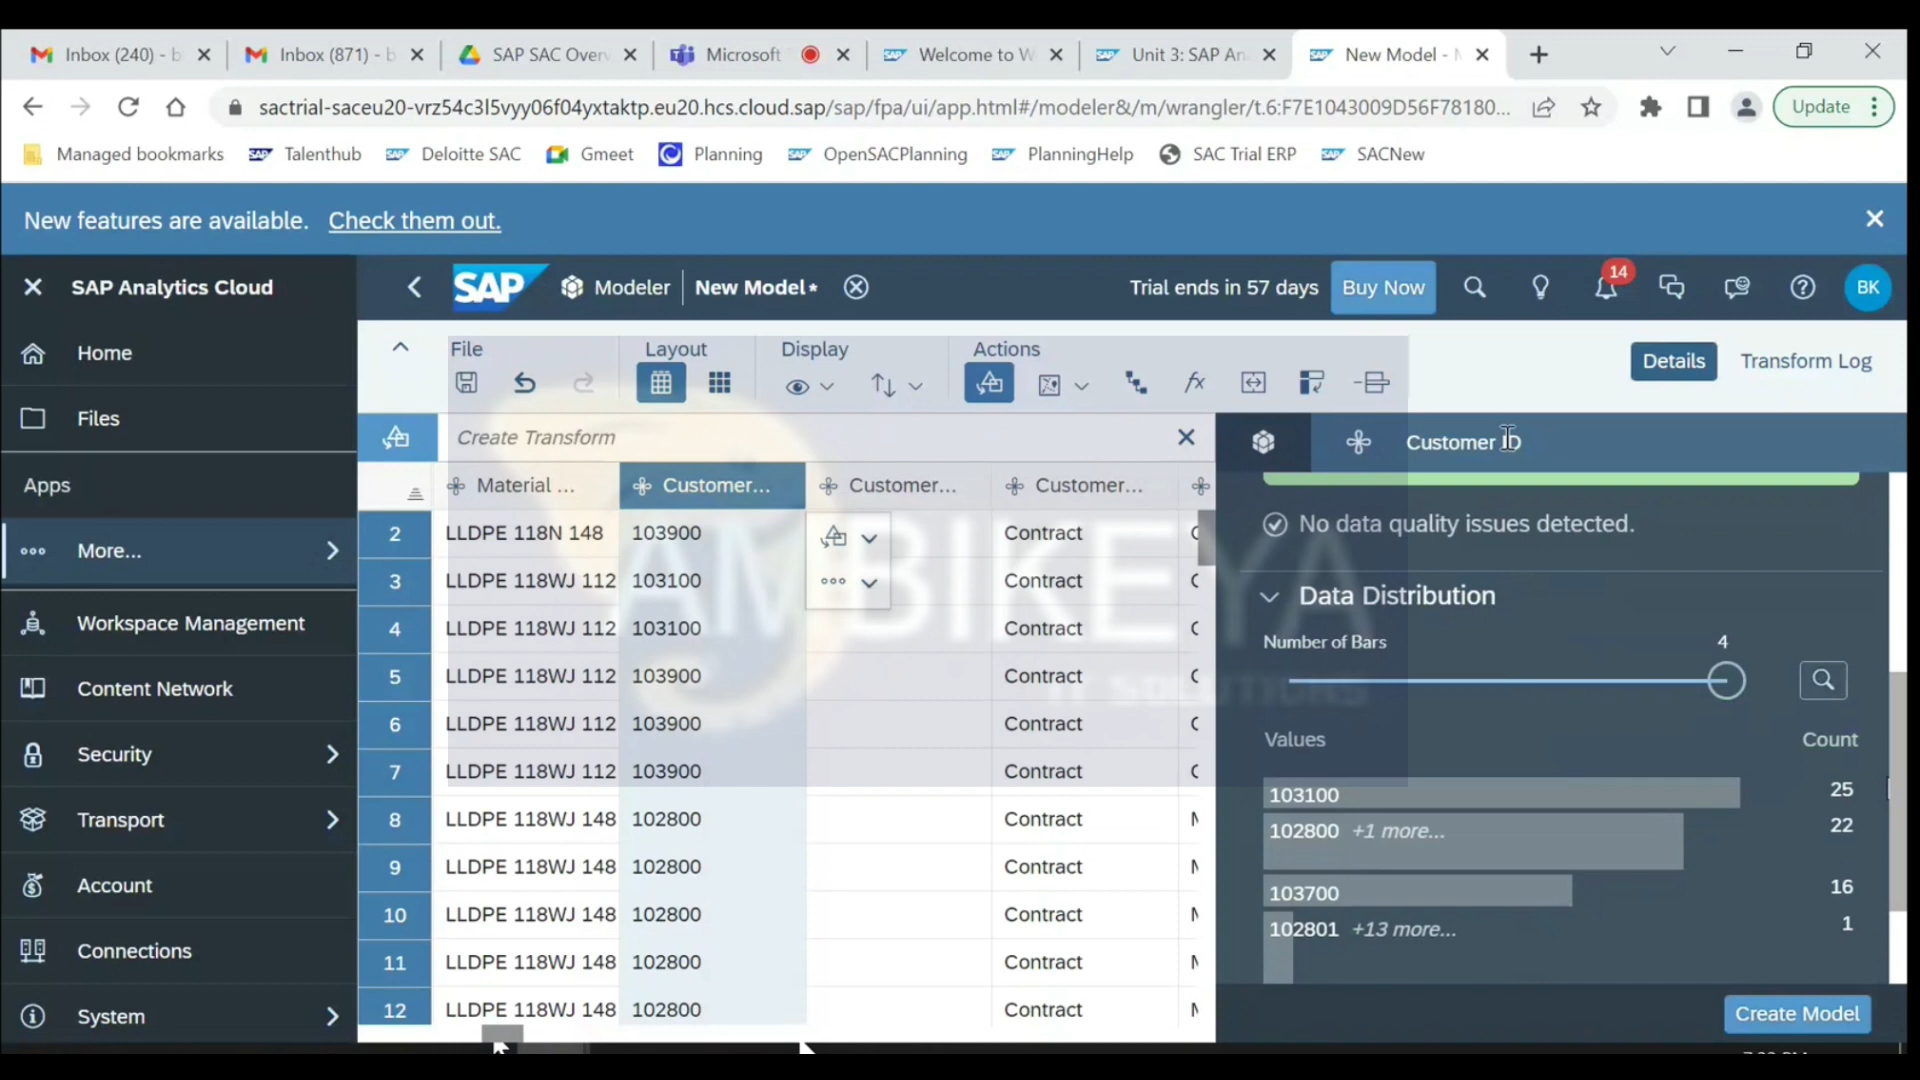 Inbox (240) - b
Inbox (871) - b
SAP SAC Over
Microsoft
Welcome to W
Unit 3: SAP An
New Model -
sactrial-saceu20-vrz54c3l5vyy06f04yxtaktp.eu20.hcs.cloud.sap/sap/fpa/ui/app.html#/modeler&/m/wrangler/t.6:F7E1043009D56F78180...
Update
Managed bookmarks
Talenthub
Deloitte SAC
Gmeet
Planning
OpenSACPlanning
PlanningHelp
SAC Trial ERP
SACNew
New features are available. Check them out.
SAP Analytics Cloud
SAP
Modeler
New Model*
Trial ends in 57 days
Buy Now
14
BK
Home
Files
Apps
More...
Workspace Management
Content Network
Security
Transport
Account
Connections
System
File
Layout
Display
Actions
fx
Details
Transform Log
Create Transform
Material ...
Customer...
Customer...
Customer...
2 LLDPE 118N 148 103900 Contract
3 LLDPE 118WJ 112 103100 Contract
4 LLDPE 118WJ 112 103100 Contract
5 LLDPE 118WJ 112 103900 Contract
6 LLDPE 118WJ 112 103900 Contract
7 LLDPE 118WJ 112 103900 Contract
8 LLDPE 118WJ 148 102800 Contract
9 LLDPE 118WJ 148 102800 Contract
10 LLDPE 118WJ 148 102800 Contract
11 LLDPE 118WJ 148 102800 Contract
12 LLDPE 118WJ 148 102800 Contract
AMBIKEYA
IT SOLUTIONS
Customer ID
No data quality issues detected.
Data Distribution
Number of Bars
4
Values Count
103100 25
102800 +1 more... 22
103700 16
102801 +13 more... 1
Create Model